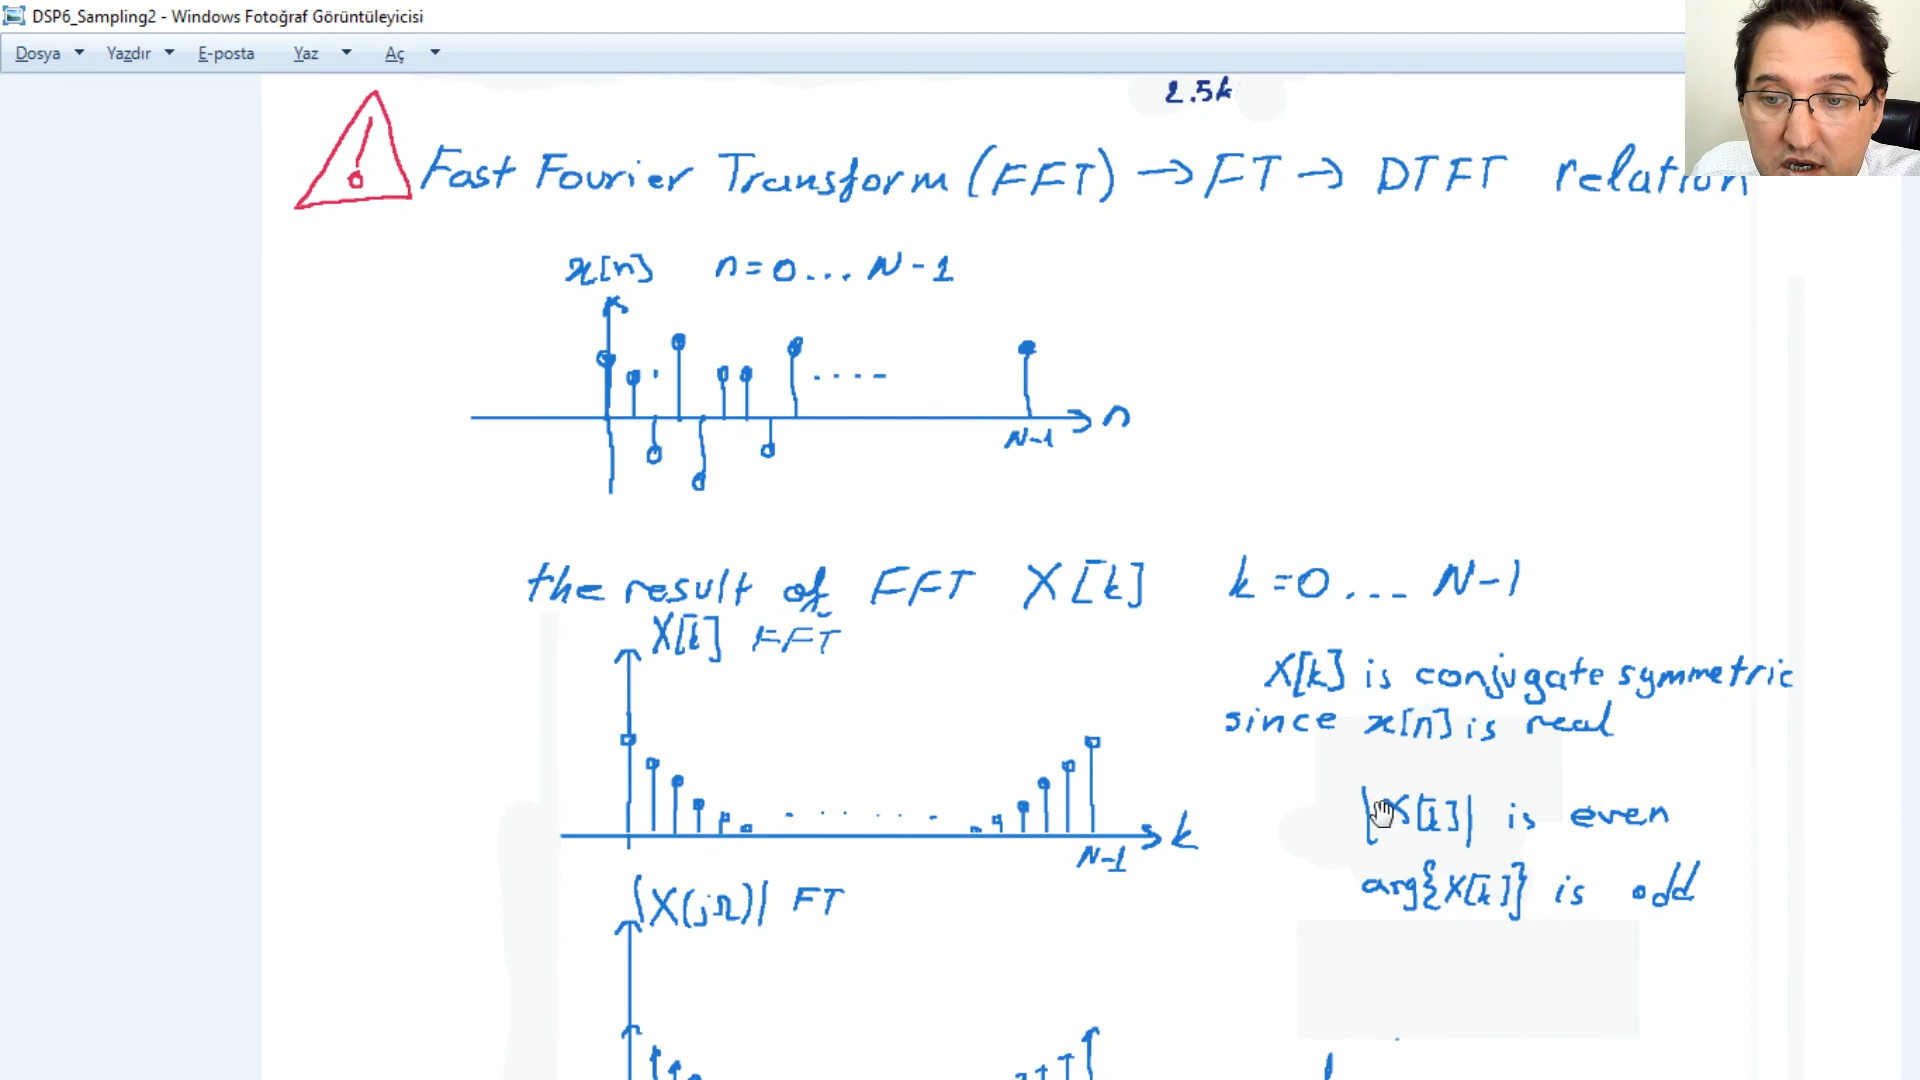 DSP6_Sampling2 - Windows Fotoğraf Görüntüleyicisi
Dosya Yazdır E-posta Yaz Aç
2.5k
! Fast Fourier Transform (FFT) → FT → DTFT relation
x[n] n=0... N-1
n
N-1
the result of FFT X[k] k=0... N-1
X[k] FFT
X[k] is conjugate symmetric
since x[n] is real
|X[k]| is even
k
N-1
arg{X[k]} is odd
|X(jΩ)| FT